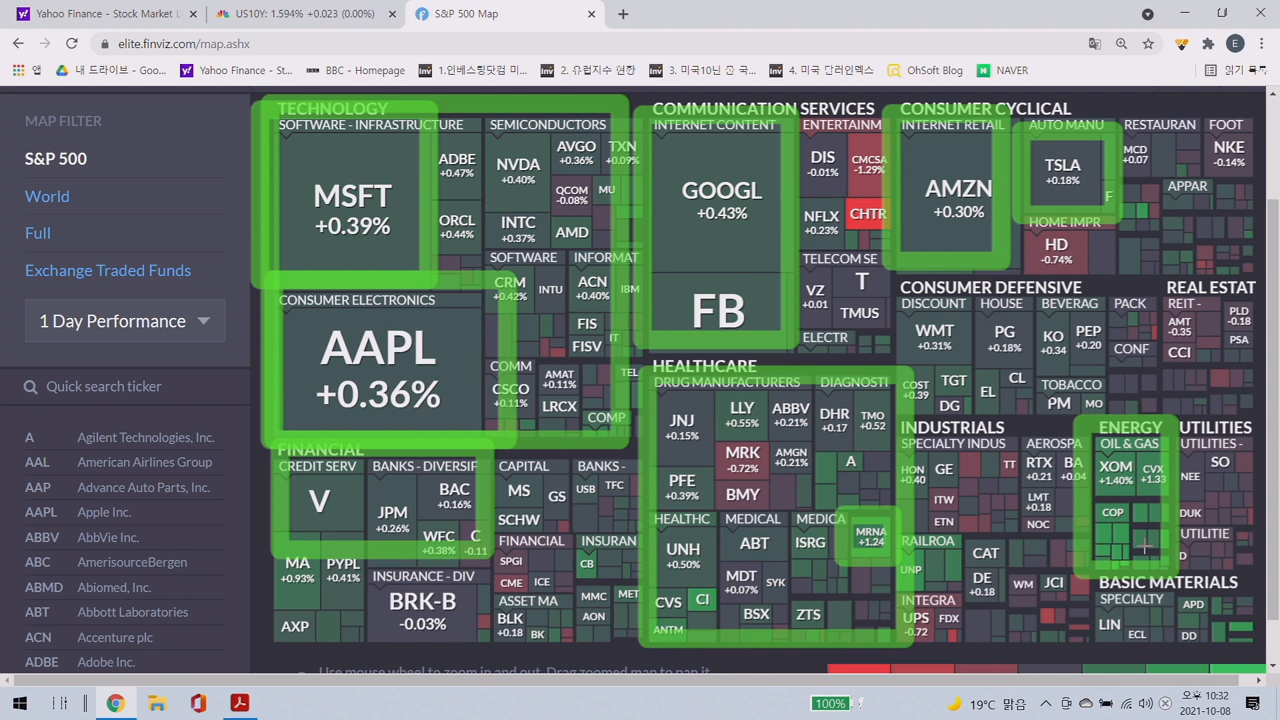 Yahoo Finance - Stock Market L
US10Y: 1.594% +0.023 (0.00%)
S&P 500 Map
elite.finviz.com/map.ashx
E
앱
내 드라이브 - Goo...
Yahoo Finance - St...
BBC - Homepage
1.인베스팅닷컴 미...
2. 유럽지수 현황
3. 미국10년 준 국...
4. 미국 달러인덱스
OhSoft Blog
NAVER
읽기 목록
MAP FILTER
S&P 500
World
Full
Exchange Traded Funds
1 Day Performance
Quick search ticker
A Agilent Technologies, Inc.
AAL American Airlines Group
AAP Advance Auto Parts, Inc.
AAPL Apple Inc.
ABBV AbbVie Inc.
ABC AmerisourceBergen
ABMD Abiomed, Inc.
ABT Abbott Laboratories
ACN Accenture plc
ADBE Adobe Inc.
TECHNOLOGY
SOFTWARE - INFRASTRUCTURE
MSFT
+0.39%
ADBE
+0.47%
ORCL
+0.44%
SEMICONDUCTORS
NVDA
+0.40%
AVGO
+0.36%
TXN
+0.09%
QCOM
-0.08%
MU
INTC
+0.37%
AMD
CONSUMER ELECTRONICS
AAPL
+0.36%
SOFTWARE
CRM
+0.42%
INTU
INFORMAT
ACN
+0.40%
IBM
FIS
FISV
IT
COMM
CSCO
+0.11%
AMAT
+0.11%
LRCX
TEL
COMP
COMMUNICATION SERVICES
INTERNET CONTENT
GOOGL
+0.43%
FB
ENTERTAINM
DIS
-0.01%
CMCSA
-1.29%
NFLX
+0.23%
CHTR
TELECOM SE
VZ
+0.01
T
TMUS
ELECTR
CONSUMER CYCLICAL
INTERNET RETAIL
AMZN
+0.30%
AUTO MANU
TSLA
+0.18%
F
RESTAURAN
MCD
+0.07
FOOT
NKE
-0.14%
APPAR
HOME IMPR
HD
-0.74%
CONSUMER DEFENSIVE
DISCOUNT
WMT
+0.31%
COST
+0.39
TGT
DG
HOUSE
PG
+0.18%
EL
CL
BEVERAG
KO
+0.34
PEP
+0.20
PACK
CONF
TOBACCO
PM
MO
REAL ESTAT
REIT -
AMT
-0.35
PLD
-0.18
PSA
CCI
FINANCIAL
CREDIT SERV
V
MA
+0.93%
PYPL
+0.41%
AXP
BANKS - DIVERSIF
JPM
+0.26%
BAC
+0.16%
WFC
+0.38%
C
-0.11
INSURANCE - DIV
BRK-B
-0.03%
CAPITAL
MS
GS
SCHW
BANKS -
USB
TFC
FINANCIAL
SPGI
CME
ICE
INSURAN
CB
MMC
AON
MET
ASSET MA
BLK
+0.18
BK
HEALTHCARE
DRUG MANUFACTURERS
JNJ
+0.15%
LLY
+0.55%
ABBV
+0.21%
PFE
+0.39%
MRK
-0.72%
AMGN
+0.21%
BMY
DIAGNOSTI
DHR
+0.17
TMO
+0.52
A
HEALTHC
UNH
+0.50%
CVS
CI
ANTM
MEDICAL
ABT
MDT
+0.07%
SYK
BSX
MEDICA
ISRG
MRNA
+1.24
ZTS
INDUSTRIALS
SPECIALTY INDUS
HON
+0.40
GE
TT
ITW
ETN
AEROSPA
RTX
+0.21
BA
+0.04
LMT
+0.18
NOC
RAILROA
UNP
CAT
DE
+0.18
WM
JCI
INTEGRA
UPS
-0.72
FDX
ENERGY
OIL & GAS
XOM
+1.40%
CVX
+1.33
COP
UTILITIES
UTILITIES -
NEE
SO
DUK
UTILITIE
D
BASIC MATERIALS
SPECIALTY
LIN
ECL
APD
DD
Use mouse wheel to zoom in and out. Drag zoomed map to pan it.
100%
19°C 맑음
오후 10:32
2021-10-08